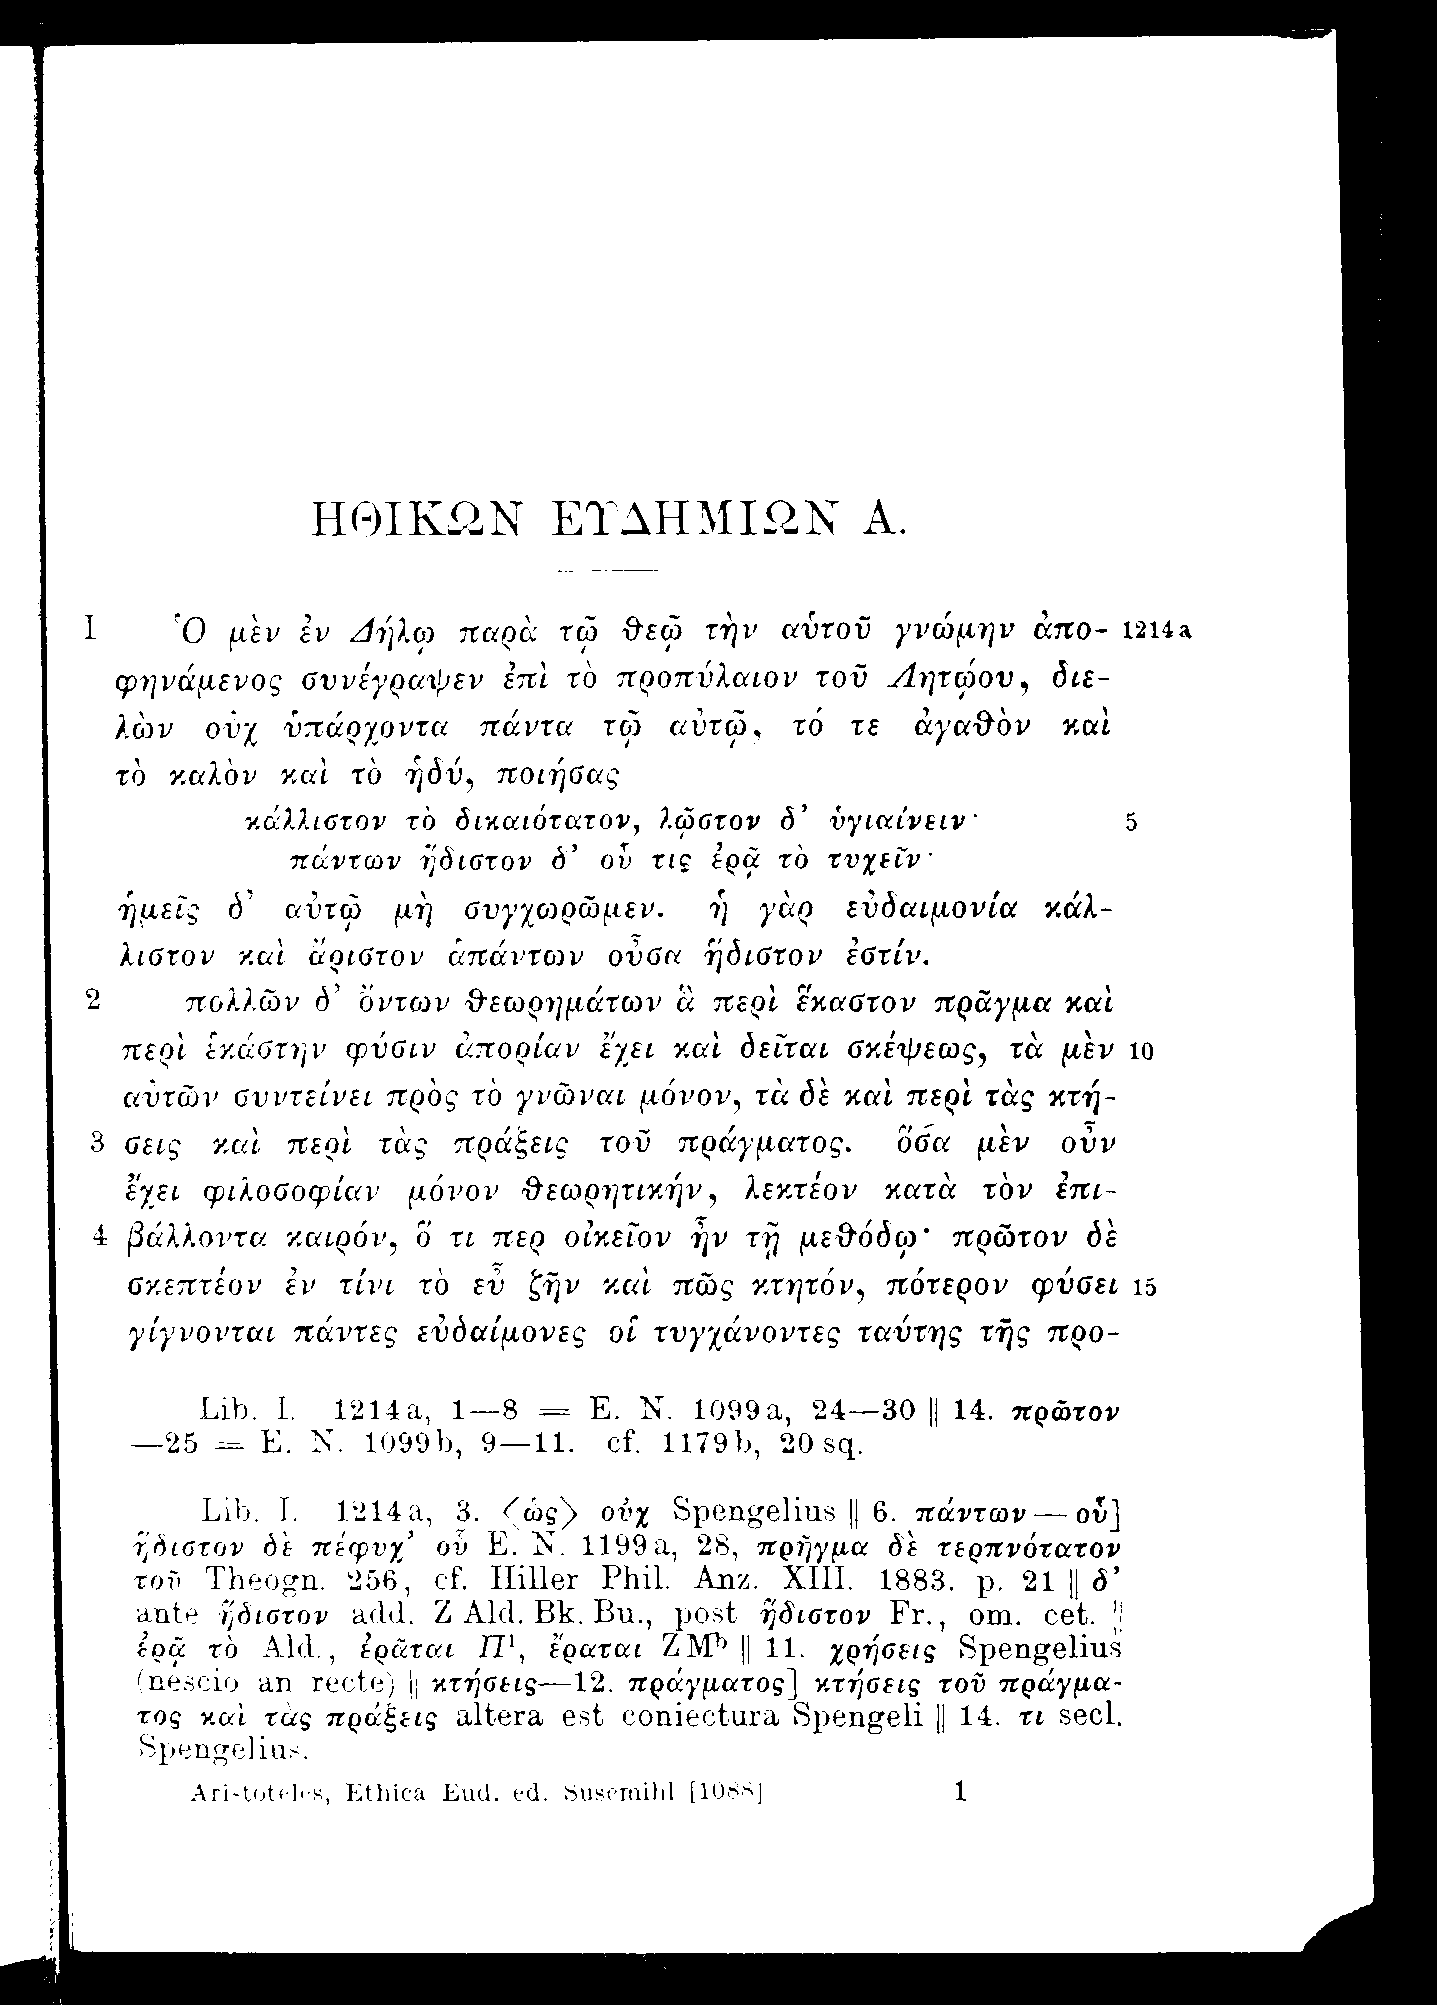 ΗΘΙΚΩΝ ΕΥΔΗΜΙΩΝ Α.
I Ὁ μὲν ἐν Δήλῳ παρὰ τῷ θεῷ τὴν αὑτοῦ γνώμην ἀπο- 1214a
φηνάμενος συνέγραψεν ἐπὶ τὸ προπύλαιον τοῦ Λητῴου, διε-
λὼν οὐχ ὑπάρχοντα πάντα τῷ αὐτῷ, τό τε ἀγαθὸν καὶ
τὸ καλὸν καὶ τὸ ἡδύ, ποιήσας
κάλλιστον τὸ δικαιότατον, λῷστον δ’ ὑγιαίνειν· 5
πάντων ἥδιστον δ’ οὗ τις ἐρᾷ τὸ τυχεῖν·
ἡμεῖς δ’ αὐτῷ μὴ συγχωρῶμεν. ἡ γὰρ εὐδαιμονία κάλ-
λιστον καὶ ἄριστον ἁπάντων οὖσα ἥδιστον ἐστίν.
2 πολλῶν δ’ ὄντων θεωρημάτων ἃ περὶ ἕκαστον πρᾶγμα καὶ
περὶ ἑκάστην φύσιν ἀπορίαν ἔχει καὶ δεῖται σκέψεως, τὰ μὲν 10
αὐτῶν συντείνει πρὸς τὸ γνῶναι μόνον, τὰ δὲ καὶ περὶ τὰς κτή-
3 σεις καὶ περὶ τὰς πράξεις τοῦ πράγματος. ὅσα μὲν οὖν
ἔχει φιλοσοφίαν μόνον θεωρητικήν, λεκτέον κατὰ τὸν ἐπι-
4 βάλλοντα καιρόν, ὅ τι περ οἰκεῖον ἦν τῇ μεθόδῳ· πρῶτον δὲ
σκεπτέον ἐν τίνι τὸ εὖ ζῆν καὶ πῶς κτητόν, πότερον φύσει 15
γίγνονται πάντες εὐδαίμονες οἱ τυγχάνοντες ταύτης τῆς προ-
Lib. I. 1214a, 1—8 = E. N. 1099a, 24—30 || 14. πρῶτον
—25 = E. N. 1099b, 9—11. cf. 1179b, 20 sq.
Lib. I. 1214a, 3. 〈ὡς〉 οὐχ Spengelius || 6. πάντων — οὗ]
ἥδιστον δὲ πέφυχ’ οὗ E. N. 1199a, 28, πρῆγμα δὲ τερπνότατον
τοῦ Theogn. 256, cf. Hiller Phil. Anz. XIII. 1883. p. 21 || δ’
ante ἥδιστον add. Z Ald. Bk. Bu., post ἥδιστον Fr., om. cet. ||
ἐρᾷ τὸ Ald., ἐρᾶται Π¹, ἔραται ZMᵇ || 11. χρήσεις Spengelius
(nescio an recte) || κτήσεις—12. πράγματος] κτήσεις τοῦ πράγμα-
τος καὶ τὰς πράξεις altera est coniectura Spengeli || 14. τι secl.
Spengelius.
Aristoteles, Ethica Eud. ed. Susemihl [1088] 1